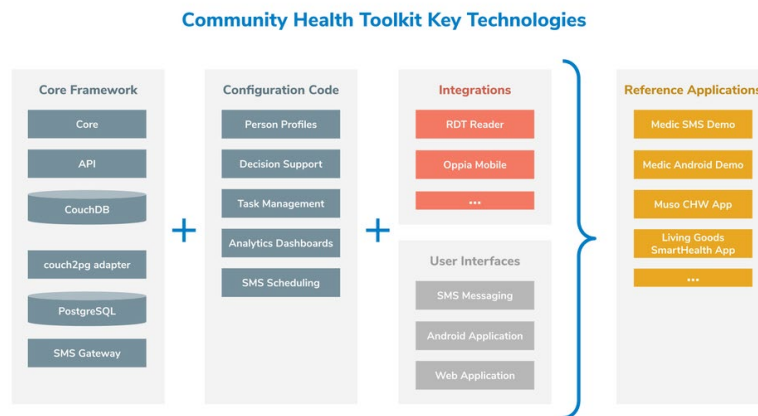 Community Health Toolkit Key Technologies
Core Framework
Core
API
CouchDB
couch2pg adapter
PostgreSQL
SMS Gateway
+
Configuration Code
Person Profiles
Decision Support
Task Management
Analytics Dashboards
SMS Scheduling
+
Integrations
RDT Reader
Oppia Mobile
...
User Interfaces
SMS Messaging
Android Application
Web Application
Reference Applications
Medic SMS Demo
Medic Android Demo
Muso CHW App
Living Goods
SmartHealth App
...